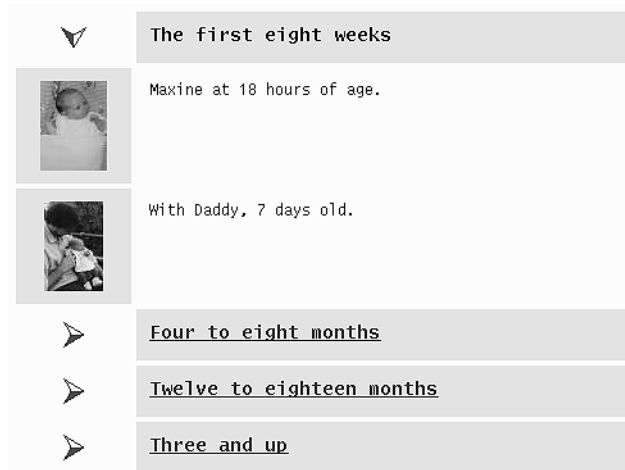 The first eight weeks
Maxine at 18 hours of age.
With Daddy, 7 days old.
Four to eight months
Twelve to eighteen months
Three and up